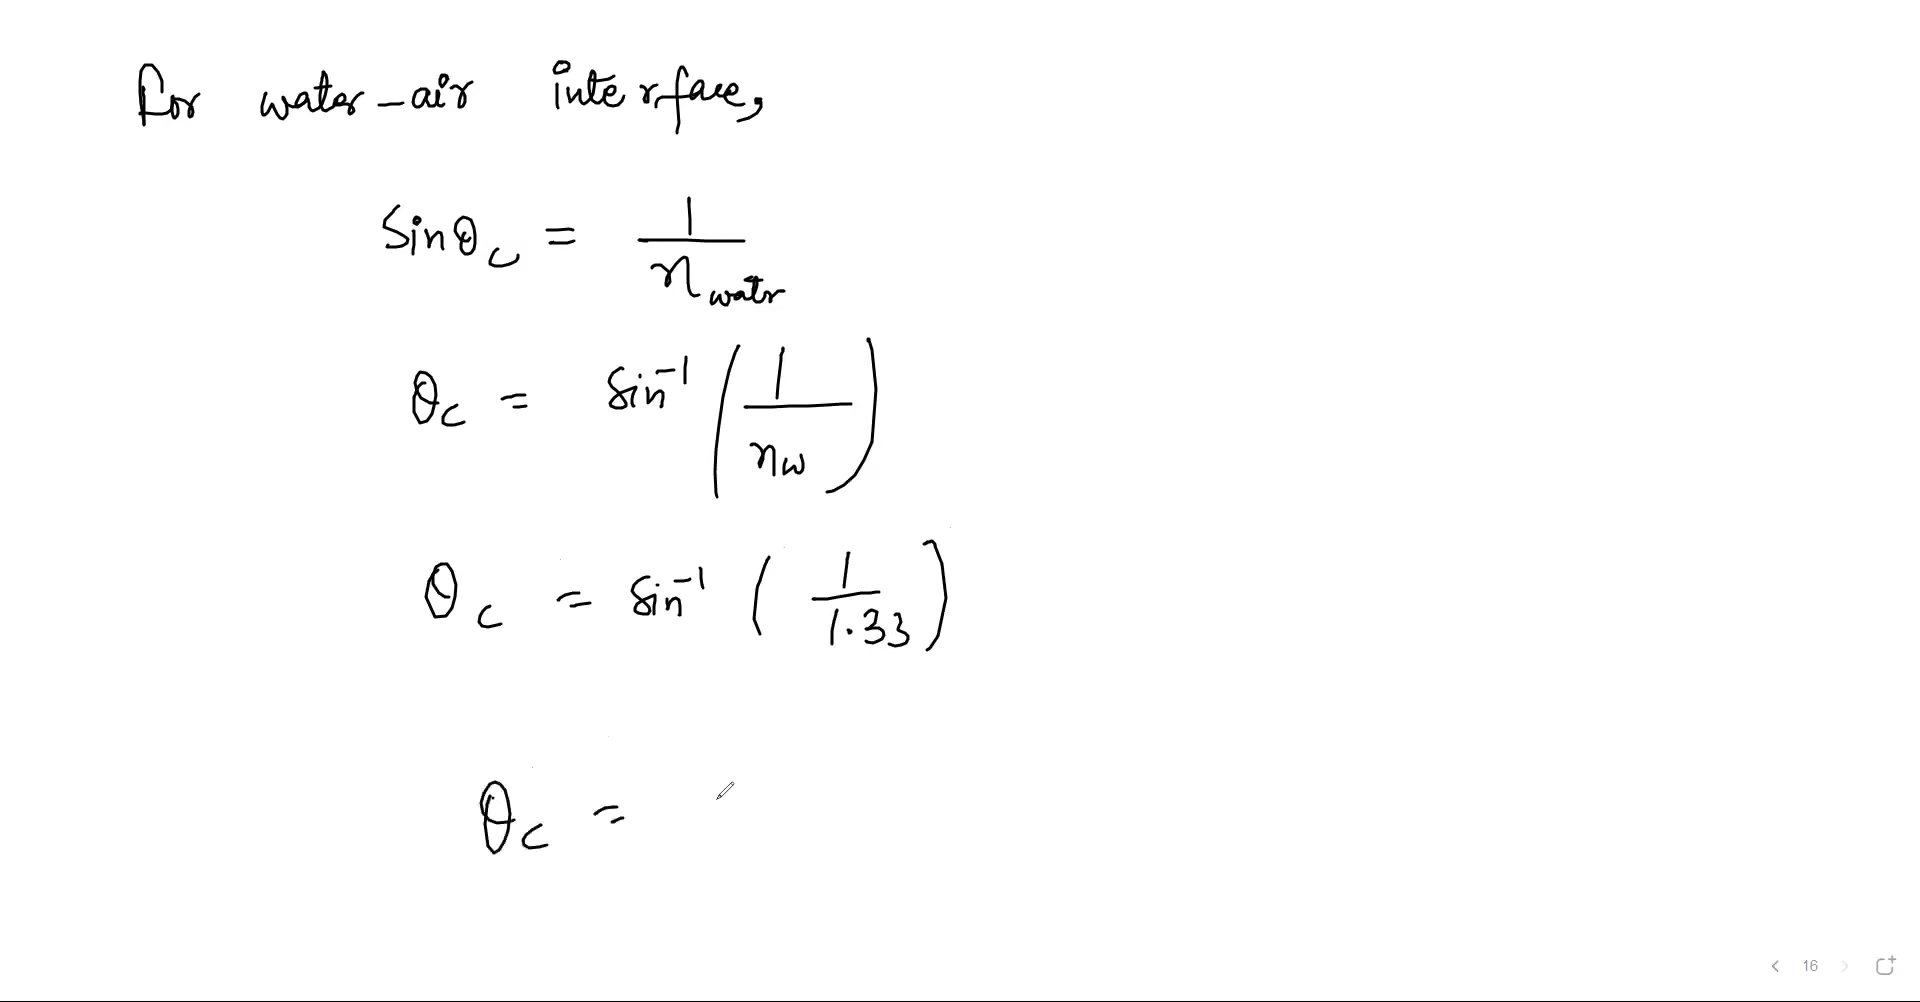 For water-air interface,
Sinθc = 1/nwatr
θc = Sin⁻¹ (1/nw)
θc = Sin⁻¹ (1/1.33)
θc =
16